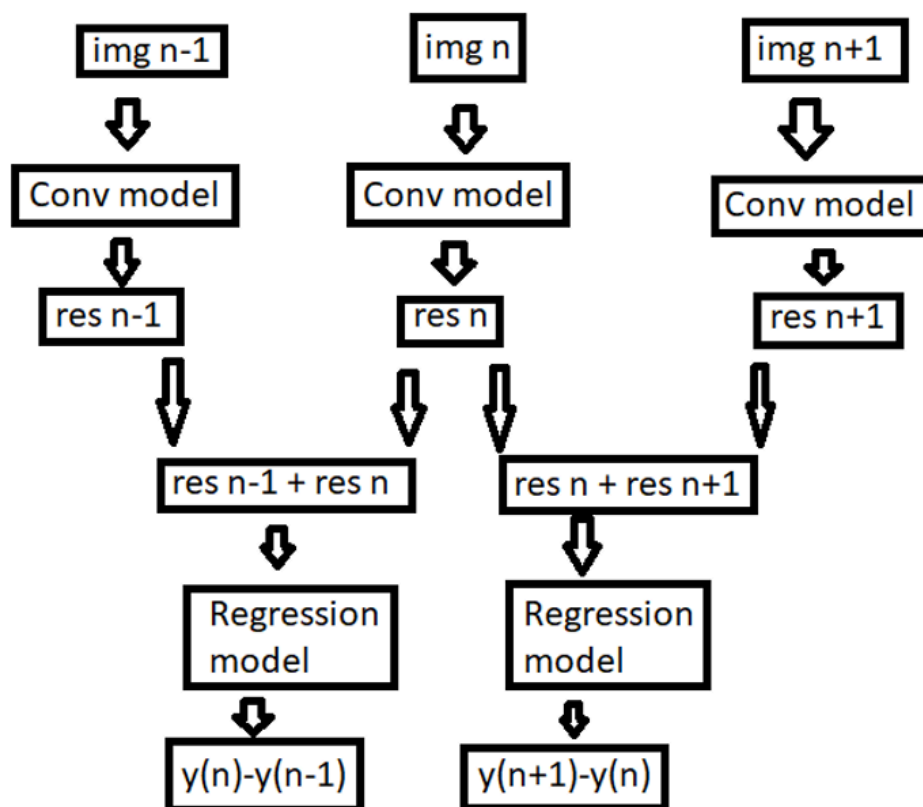 img n-1
img n
img n+1
Conv model
Conv model
Conv model
res n-1
res n
res n+1
res n-1 + res n
res n + res n+1
Regression
model
Regression
model
y(n)-y(n-1)
y(n+1)-y(n)